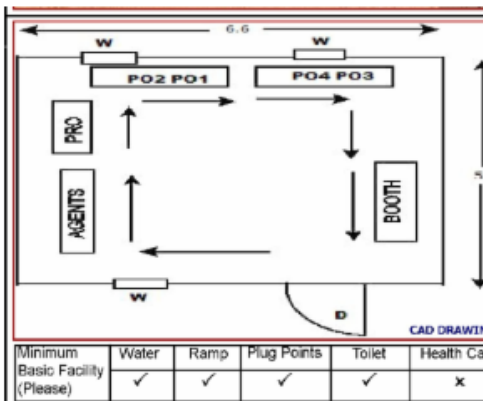 6.6
W W
PO2 PO1 PO4 PO3
PRO
AGENTS
BOOTH
5
W
D
CAD DRAWIN
Minimum Basic Facility (Please) Water Ramp Plug Points Toilet Health Ca
✓ ✓ ✓ ✓ x